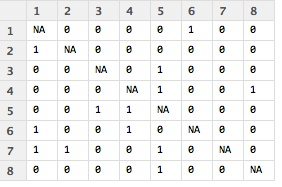 1 2 3 4 5 6 7 8
1 NA 0 0 0 0 1 0 0
2 1 NA 0 0 0 0 0 0
3 0 0 NA 0 1 0 0 0
4 0 0 0 NA 1 0 0 1
5 0 0 1 1 NA 0 0 0
6 1 0 0 1 0 NA 0 0
7 1 1 0 0 1 0 NA 0
8 0 0 0 0 1 0 0 NA